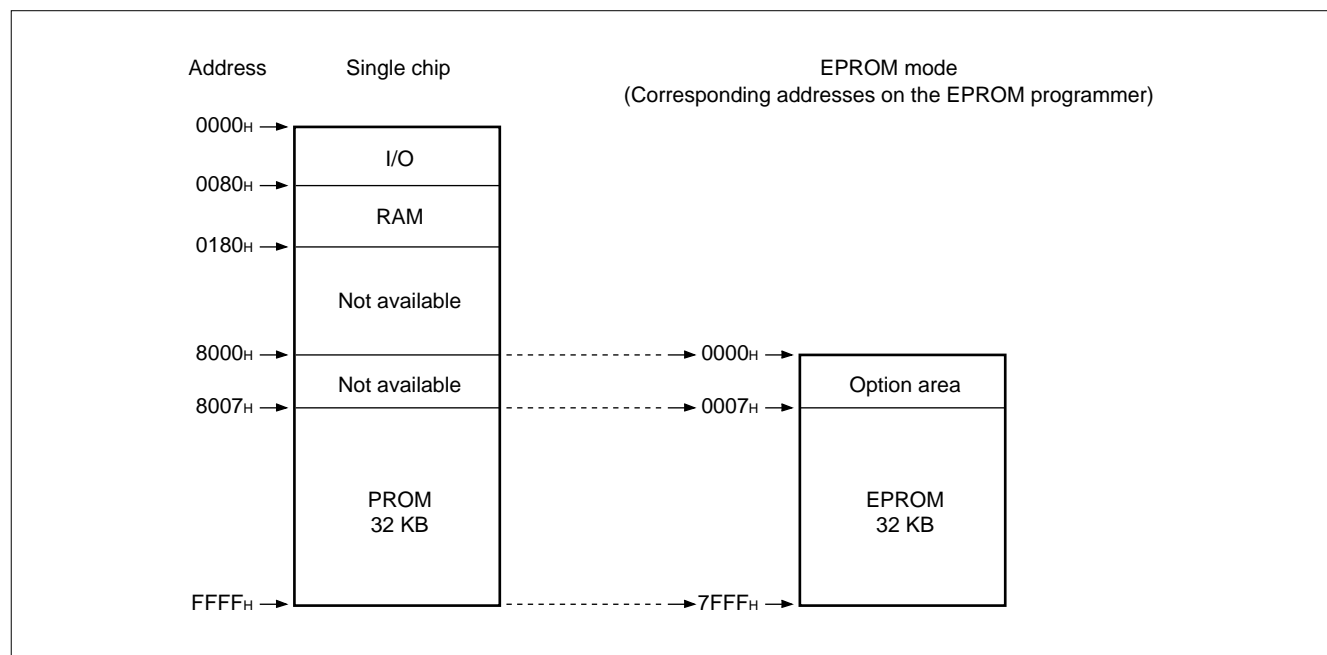 Address Single chip EPROM mode
(Corresponding addresses on the EPROM programmer)
0000H
I/O
0080H
RAM
0180H
Not available
8000H 0000H
Not available Option area
8007H 0007H
PROM EPROM
32 KB 32 KB
FFFFH 7FFFH